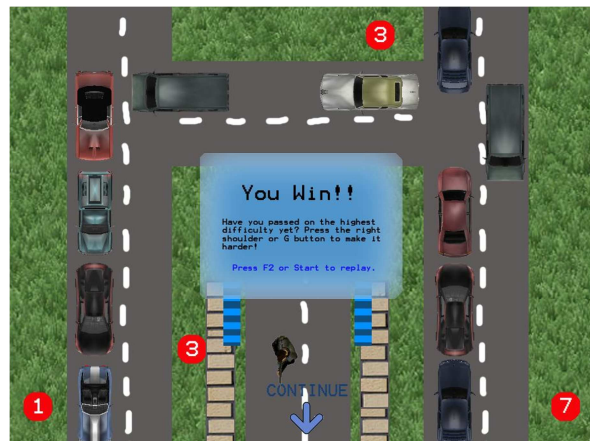 3
You Win!!
Have you passed on the highest
difficulty yet? Press the right
shoulder or G button to make it
harder!
Press F2 or Start to replay.
3
CONTINUE
1
7